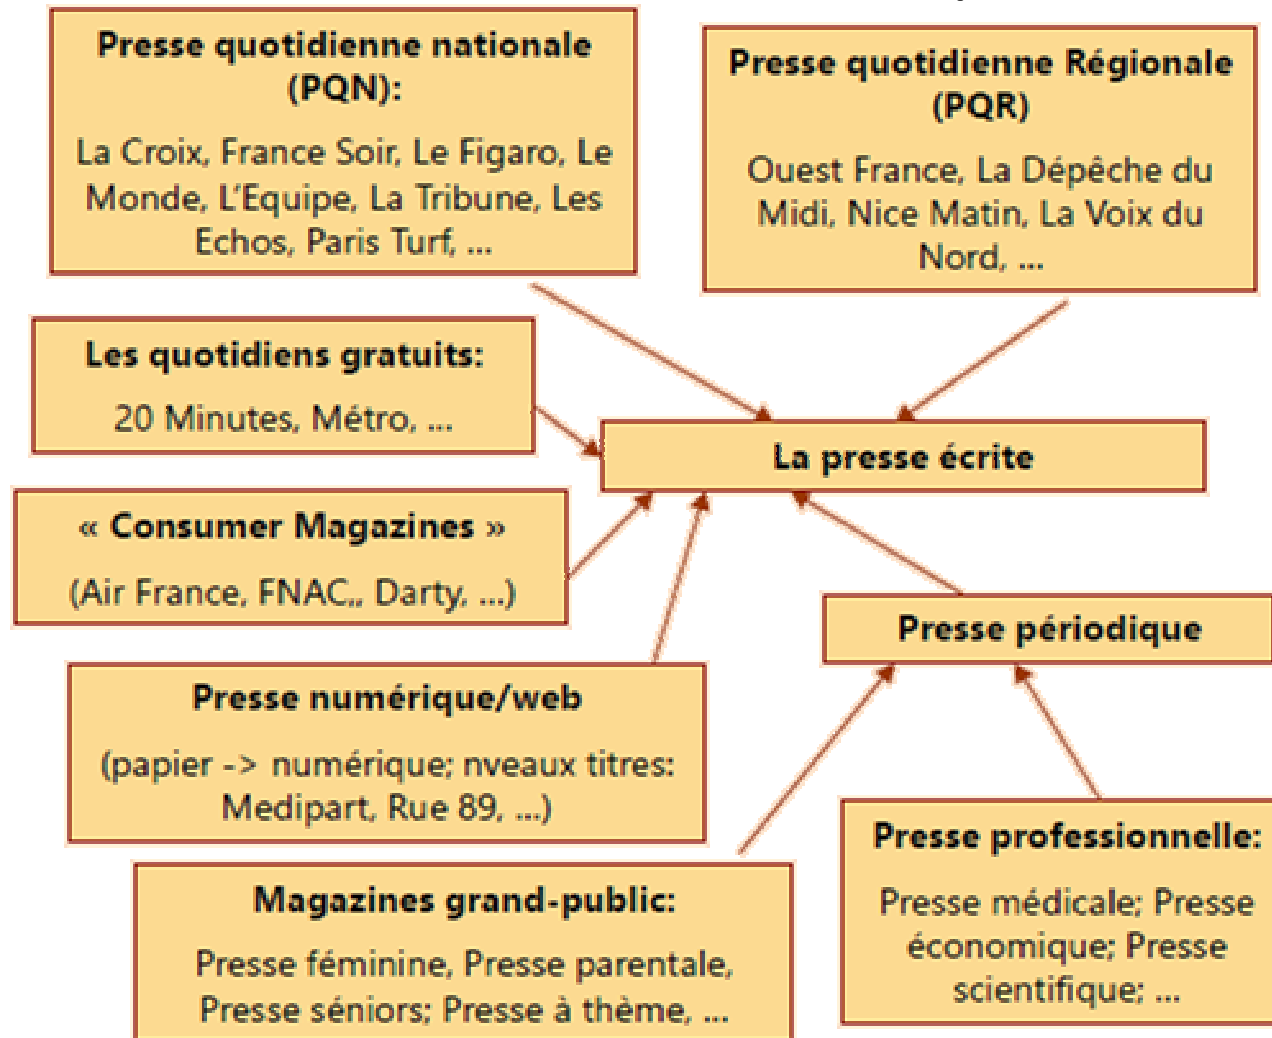 Presse quotidienne nationale
(PQN):
La Croix, France Soir, Le Figaro, Le
Monde, L'Equipe, La Tribune, Les
Echos, Paris Turf, ...
Presse quotidienne Régionale
(PQR)
Ouest France, La Dépêche du
Midi, Nice Matin, La Voix du
Nord, ...
Les quotidiens gratuits:
20 Minutes, Métro, ...
La presse écrite
« Consumer Magazines »
(Air France, FNAC,, Darty, ...)
Presse périodique
Presse numérique/web
(papier -> numérique; nveaux titres:
Medipart, Rue 89, ...)
Presse professionnelle:
Presse médicale; Presse
économique; Presse
scientifique; ...
Magazines grand-public:
Presse féminine, Presse parentale,
Presse séniors; Presse à thème, ...